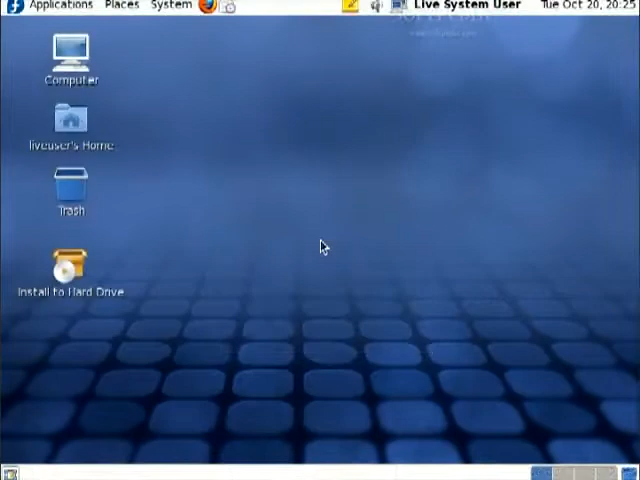 Applications Places System Live System User Tue Oct 20, 20:25
Computer
liveuser's Home
Trash
Install to Hard Drive